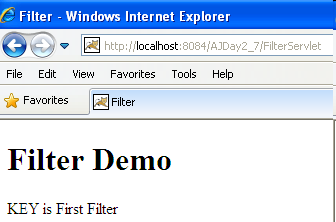 Filter - Windows Internet Explorer
http://localhost:8084/AJDay2_7/FilterServlet
File Edit View Favorites Tools Help
Favorites Filter
Filter Demo
KEY is First Filter